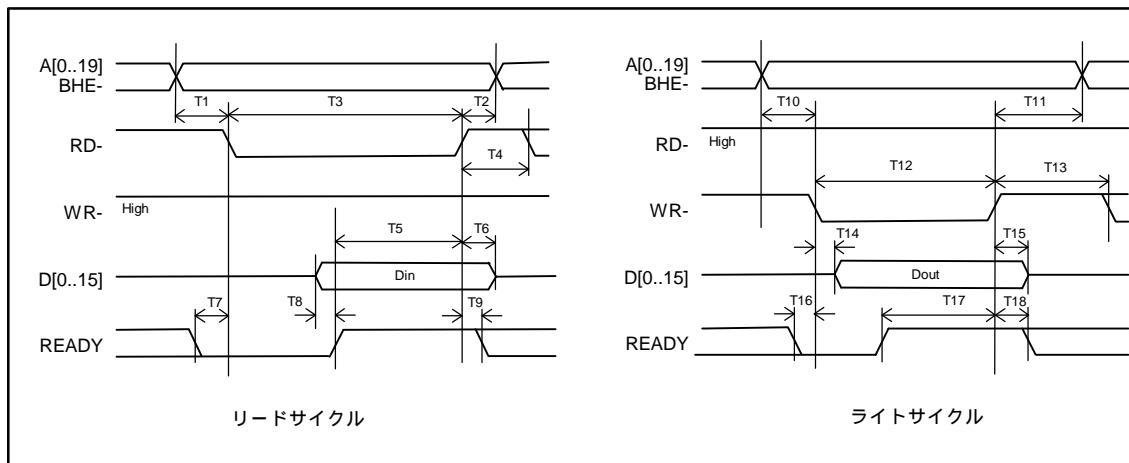 A[0..19]
BHE-
T1
T3
T2
RD-
T4
WR-
High
T5
T6
D[0..15]
Din
T7
T8
T9
READY
リードサイクル
A[0..19]
BHE-
T10
T11
RD-
High
T12
T13
WR-
T14
T15
D[0..15]
Dout
T16
T17
T18
READY
ライトサイクル